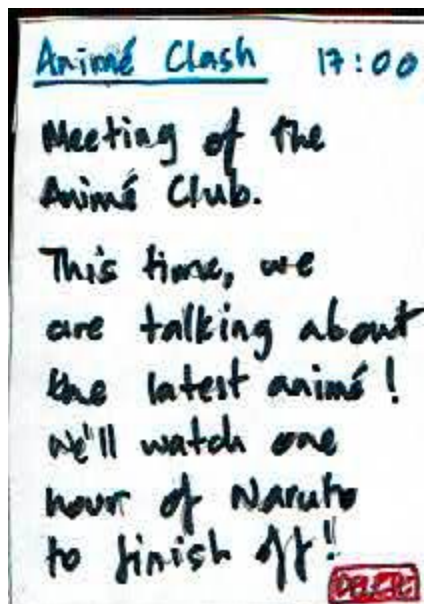 Animé Clash 17:00
Meeting of the
Animé Club.
This time, we
are talking about
the latest animé!
We'll watch one
hour of Naruto
to finish off!!